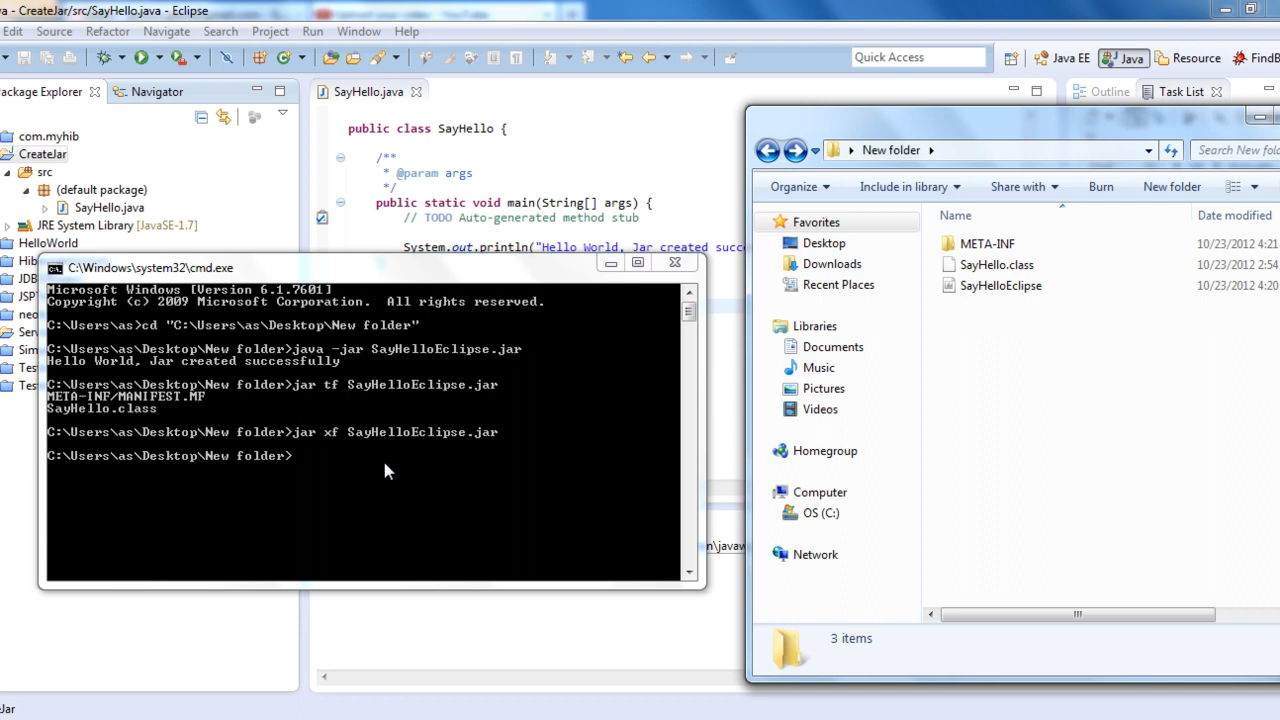 va - CreateJar/src/SayHello.java - Eclipse
Edit Source Refactor Navigate Search Project Run Window Help
Quick Access
Java EE
Java
Resource
FindB
Package Explorer
Navigator
SayHello.java
Outline
Task List
com.myhib
CreateJar
src
(default package)
SayHello.java
JRE System Library [JavaSE-1.7]
HelloWorld
Hib
JDB
JSPT
neo
Serv
Sim
Test
Test
public class SayHello {
/**
* @param args
*/
public static void main(String[] args) {
// TODO Auto-generated method stub
System.out.println("Hello World, Jar created succe
n\javaw
C:\Windows\system32\cmd.exe
Microsoft Windows [Version 6.1.7601]
Copyright (c) 2009 Microsoft Corporation. All rights reserved.
C:\Users\as>cd "C:\Users\as\Desktop\New folder"
C:\Users\as\Desktop\New folder>java -jar SayHelloEclipse.jar
Hello World, Jar created successfully
C:\Users\as\Desktop\New folder>jar tf SayHelloEclipse.jar
META-INF/MANIFEST.MF
SayHello.class
C:\Users\as\Desktop\New folder>jar xf SayHelloEclipse.jar
C:\Users\as\Desktop\New folder>
New folder
Search New fold
Organize
Include in library
Share with
Burn
New folder
Favorites
Desktop
Downloads
Recent Places
Libraries
Documents
Music
Pictures
Videos
Homegroup
Computer
OS (C:)
Network
Name Date modified
META-INF 10/23/2012 4:21
SayHello.class 10/23/2012 2:54
SayHelloEclipse 10/23/2012 4:20
3 items
Jar